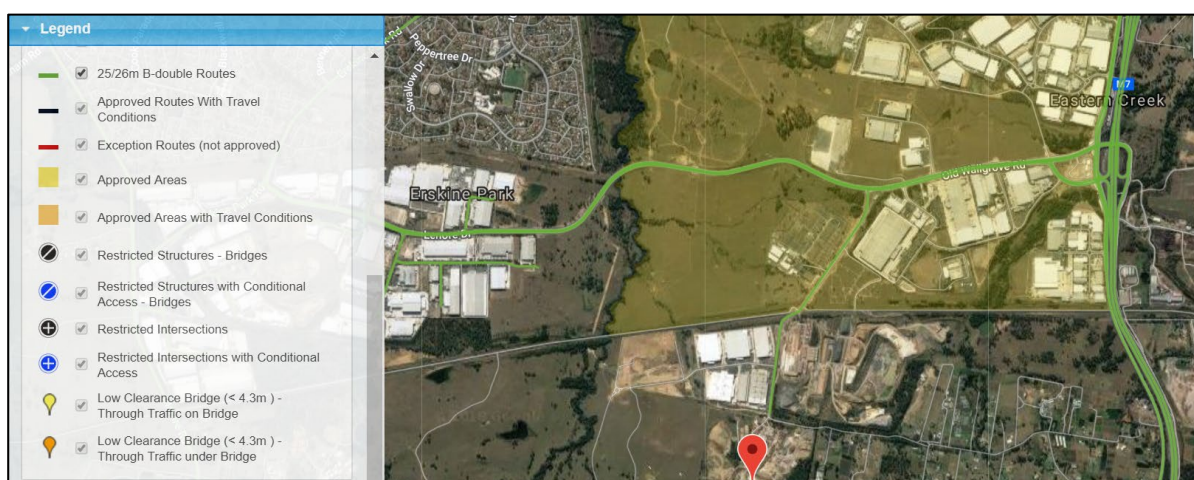 Legend
25/26m B-double Routes
Approved Routes With Travel
Conditions
Exception Routes (not approved)
Approved Areas
Approved Areas with Travel Conditions
Restricted Structures - Bridges
Restricted Structures with Conditional
Access - Bridges
Restricted Intersections
Restricted Intersections with Conditional
Access
Low Clearance Bridge (< 4.3m ) -
Through Traffic on Bridge
Low Clearance Bridge (< 4.3m ) -
Through Traffic under Bridge
Peppertree Dr
Swallow Dr
M7
Eastern Creek
Old Wallgrove Rd
Erskine Park
Lenore Dr